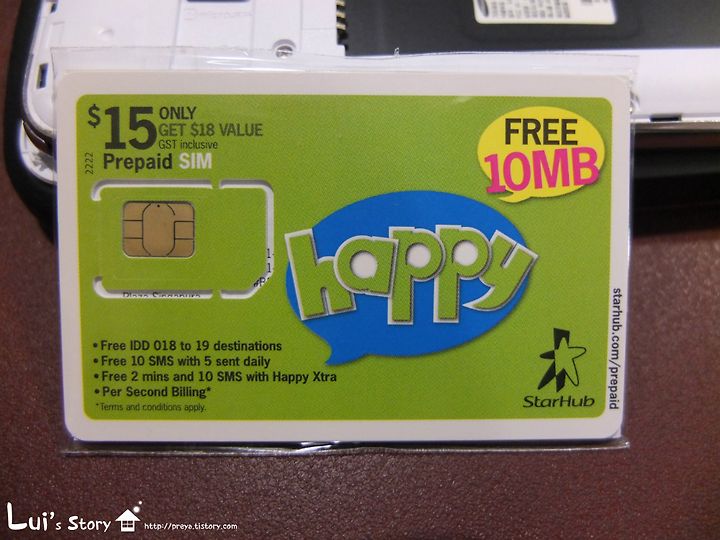 $15 ONLY
GET $18 VALUE
GST inclusive
Prepaid SIM
2222
FREE
10MB
happy
Plaza Singapura
• Free IDD 018 to 19 destinations
• Free 10 SMS with 5 sent daily
• Free 2 mins and 10 SMS with Happy Xtra
• Per Second Billing*
*Terms and conditions apply.
StarHub
starhub.com/prepaid
Lui's Story http://preya.tistory.com